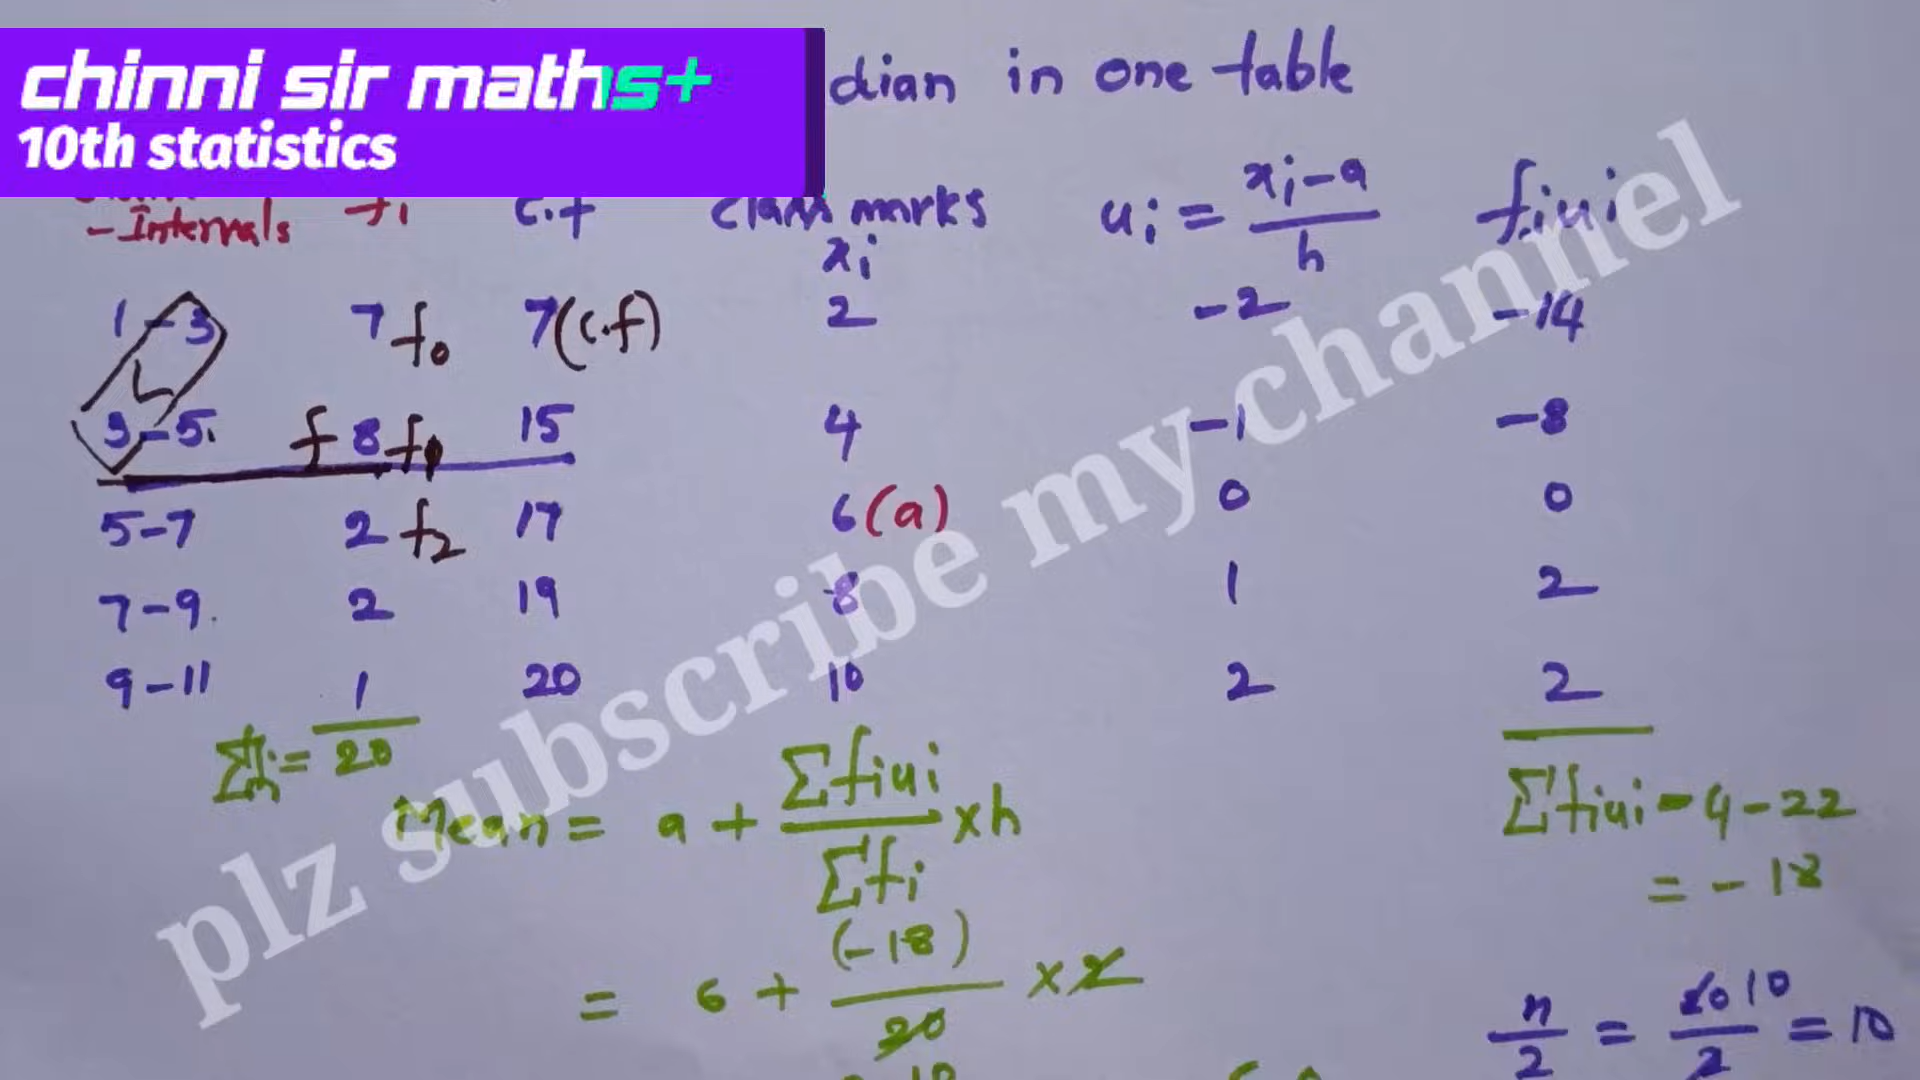 chinni sir maths+
10th statistics
dian in one table
-Intervals fi c.f class marks xi ui = xi-a / h fiui
1-3 7 f0 7(c.f) 2 -2 -14
L
3-5 f 8 f1 15 4 -1 -8
5-7 2 f2 17 6(a) 0 0
7-9 2 19 8 1 2
9-11 1 20 10 2 2
Σfi = 20
Mean = a + Σfiui / Σfi × h
Σfiui = 4-22
= -18
= 6 + (-18) / 20 × 2
10
n/2 = 20/2 10 = 10
plz subscribe my channel